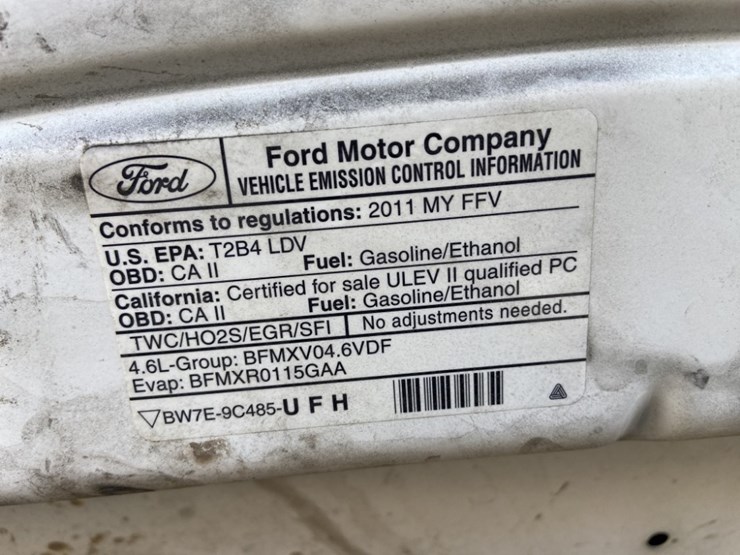 Ford
Ford Motor Company
VEHICLE EMISSION CONTROL INFORMATION
Conforms to regulations: 2011 MY FFV
U.S. EPA: T2B4 LDV
OBD: CA II Fuel: Gasoline/Ethanol
California: Certified for sale ULEV II qualified PC
OBD: CA II Fuel: Gasoline/Ethanol
TWC/HO2S/EGR/SFI No adjustments needed.
4.6L-Group: BFMXV04.6VDF
Evap: BFMXR0115GAA
BW7E-9C485-U F H